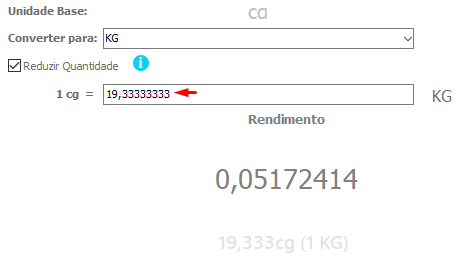 Unidade Base: ca
Converter para: KG
Reduzir Quantidade i
1 cg = 19,33333333 KG
Rendimento
0,05172414
19,333cg (1 KG)